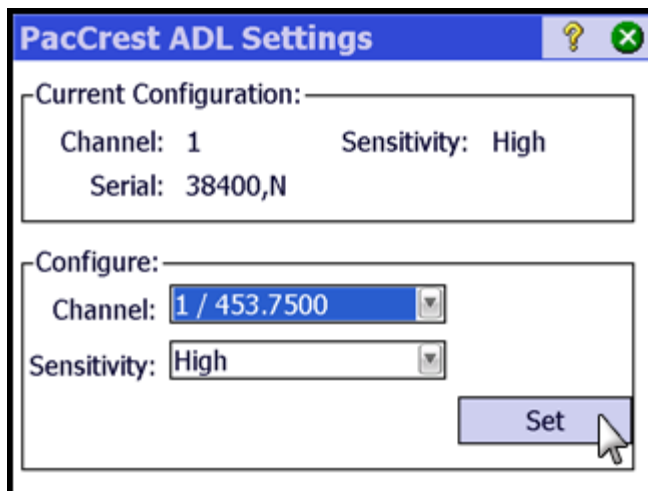 PacCrest ADL Settings ?
Current Configuration:
Channel: 1 Sensitivity: High
Serial: 38400,N
Configure:
Channel: 1 / 453.7500
Sensitivity: High
Set